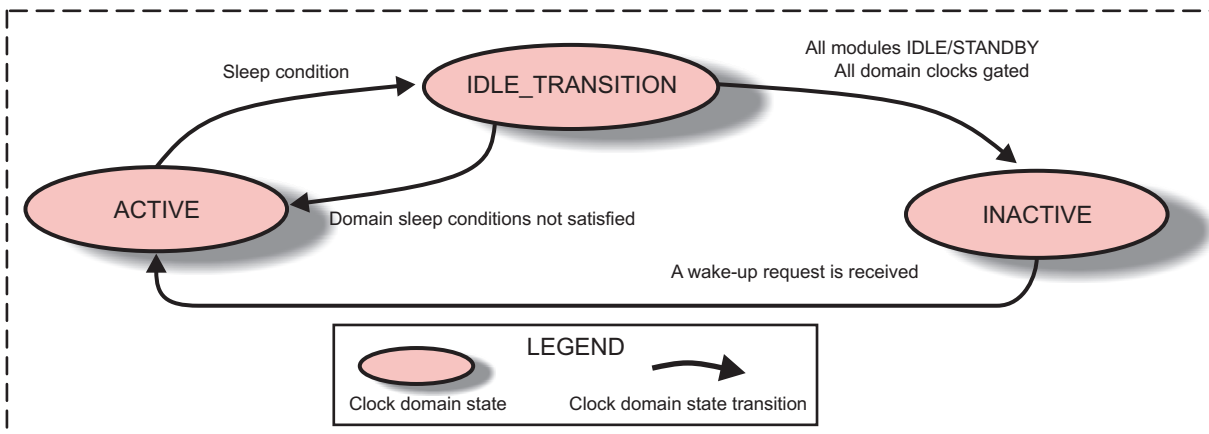 All modules IDLE/STANDBY
All domain clocks gated
Sleep condition
IDLE_TRANSITION
ACTIVE
Domain sleep conditions not satisfied
INACTIVE
A wake-up request is received
LEGEND
Clock domain state
Clock domain state transition